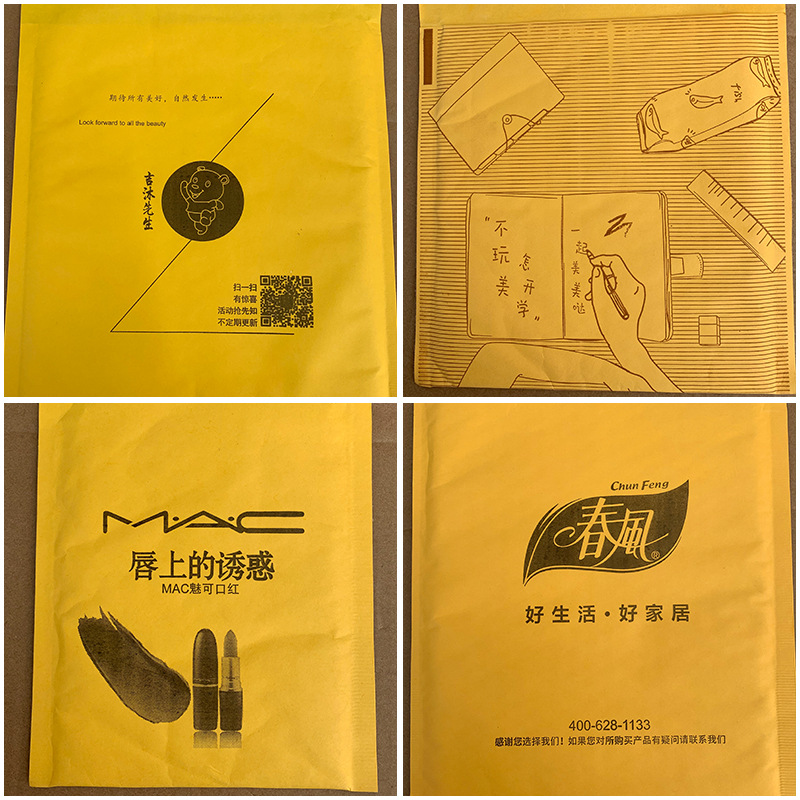 期待所有美好，自然发生……
Look forward to all the beauty
吉沐先生
扫一扫
有惊喜
活动抢先知
不定期更新
"不玩美
怎开学"
一起美美哒
M·A·C
唇上的诱惑
MAC魅可口红
Chun Feng
春風®
好生活·好家居
400-628-1133
感谢您选择我们！如果您对所购买产品有疑问请联系我们